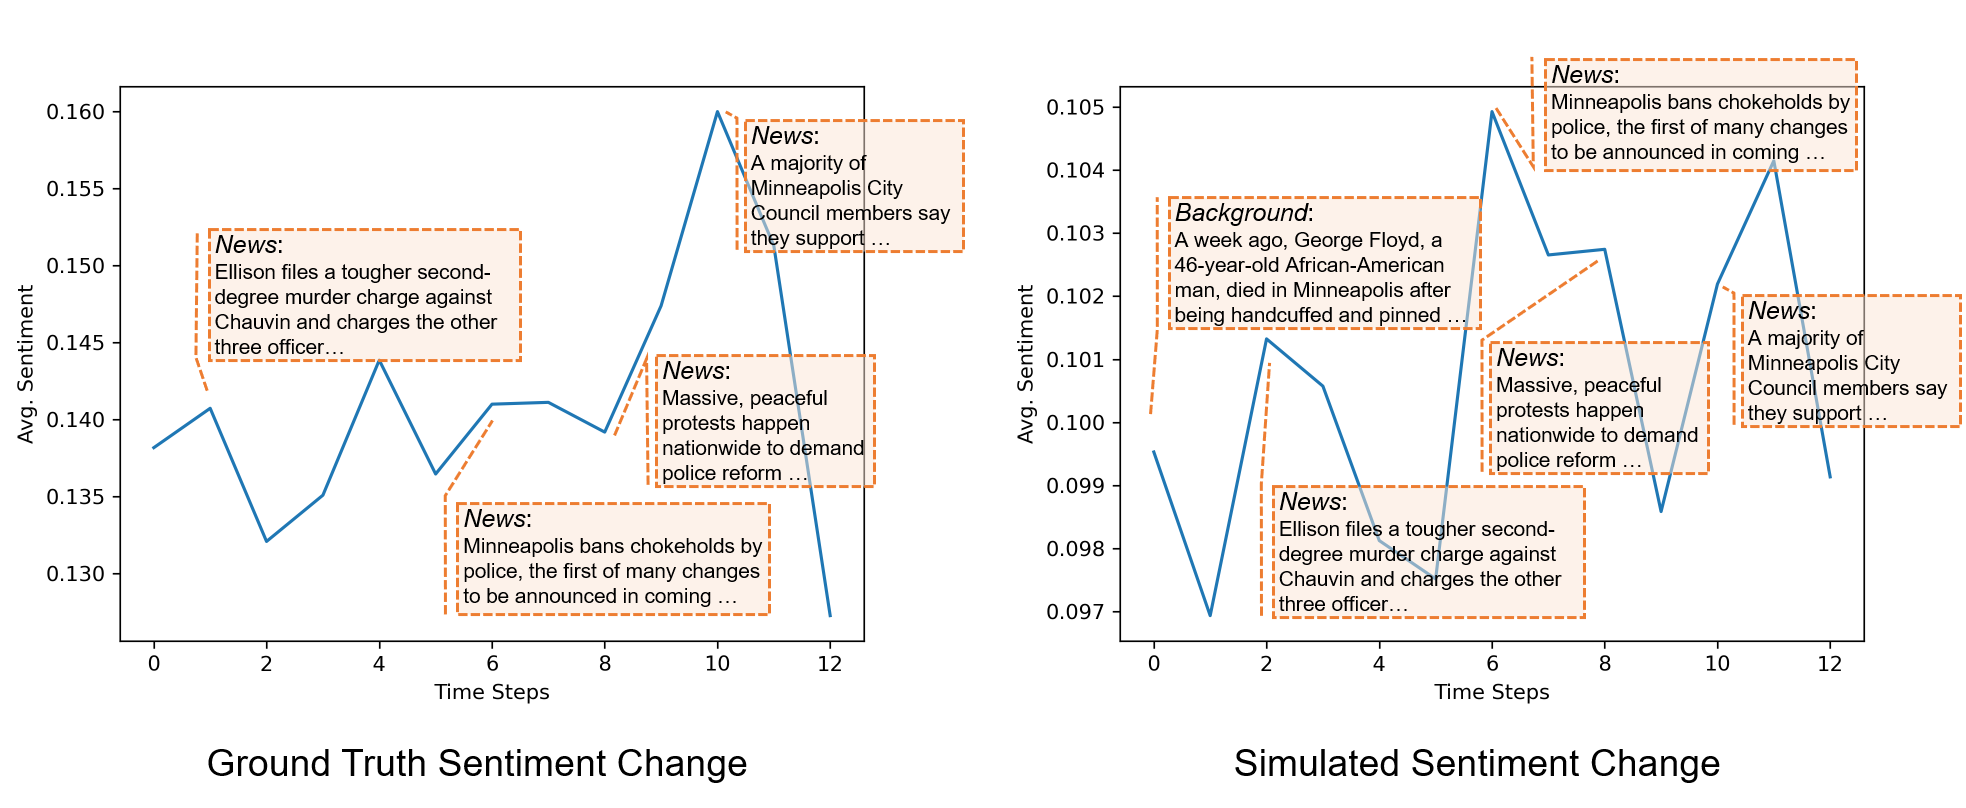 0.160
0.155
0.150
0.145
0.140
0.135
0.130
Avg. Sentiment
0
2
4
6
8
10
12
Time Steps
News:
Ellison files a tougher second-
degree murder charge against
Chauvin and charges the other
three officer…
News:
A majority of
Minneapolis City
Council members say
they support …
News:
Massive, peaceful
protests happen
nationwide to demand
police reform …
News:
Minneapolis bans chokeholds by
police, the first of many changes
to be announced in coming …
Ground Truth Sentiment Change
0.105
0.104
0.103
0.102
0.101
0.100
0.099
0.098
0.097
Avg. Sentiment
0
2
4
6
8
10
12
Time Steps
News:
Minneapolis bans chokeholds by
police, the first of many changes
to be announced in coming …
Background:
A week ago, George Floyd, a
46-year-old African-American
man, died in Minneapolis after
being handcuffed and pinned …
News:
A majority of
Minneapolis City
Council members say
they support …
News:
Massive, peaceful
protests happen
nationwide to demand
police reform …
News:
Ellison files a tougher second-
degree murder charge against
Chauvin and charges the other
three officer…
Simulated Sentiment Change